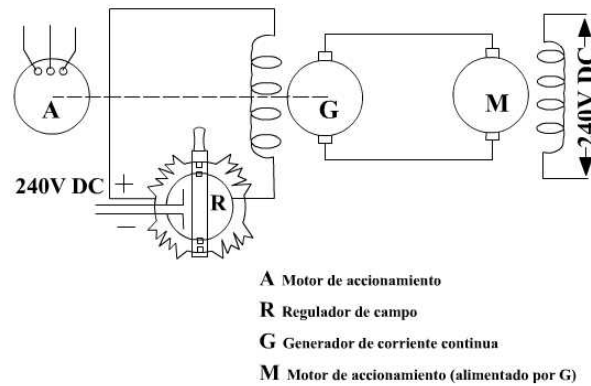 A
G
M
240V DC
240V DC
+
R
−
A Motor de accionamiento
R Regulador de campo
G Generador de corriente continua
M Motor de accionamiento (alimentado por G)